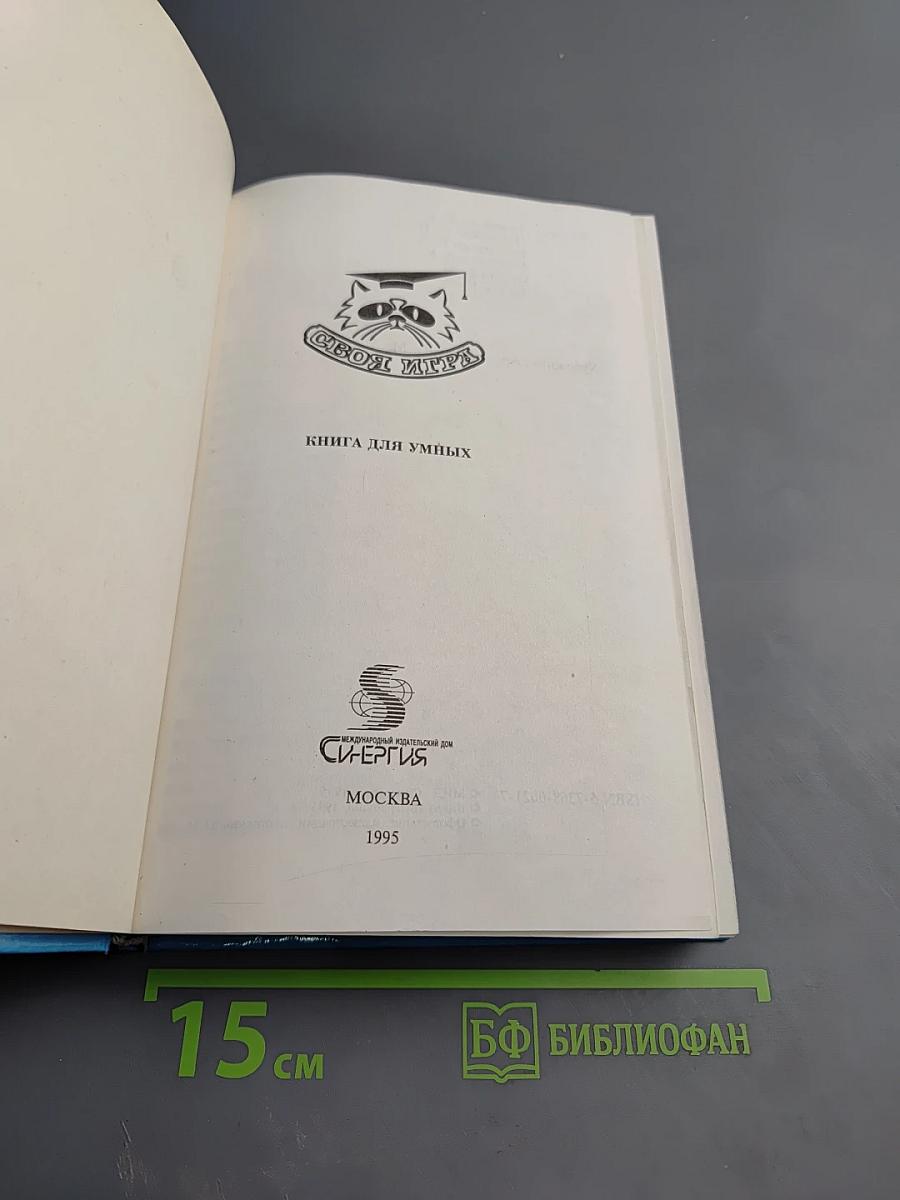 СВОЯ ИГРА
КНИГА ДЛЯ УМНЫХ
МЕЖДУНАРОДНЫЙ ИЗДАТЕЛЬСКИЙ ДОМ
СИНЕРГИЯ
МОСКВА
1995
15 СМ
БФ БИБЛИОФАН